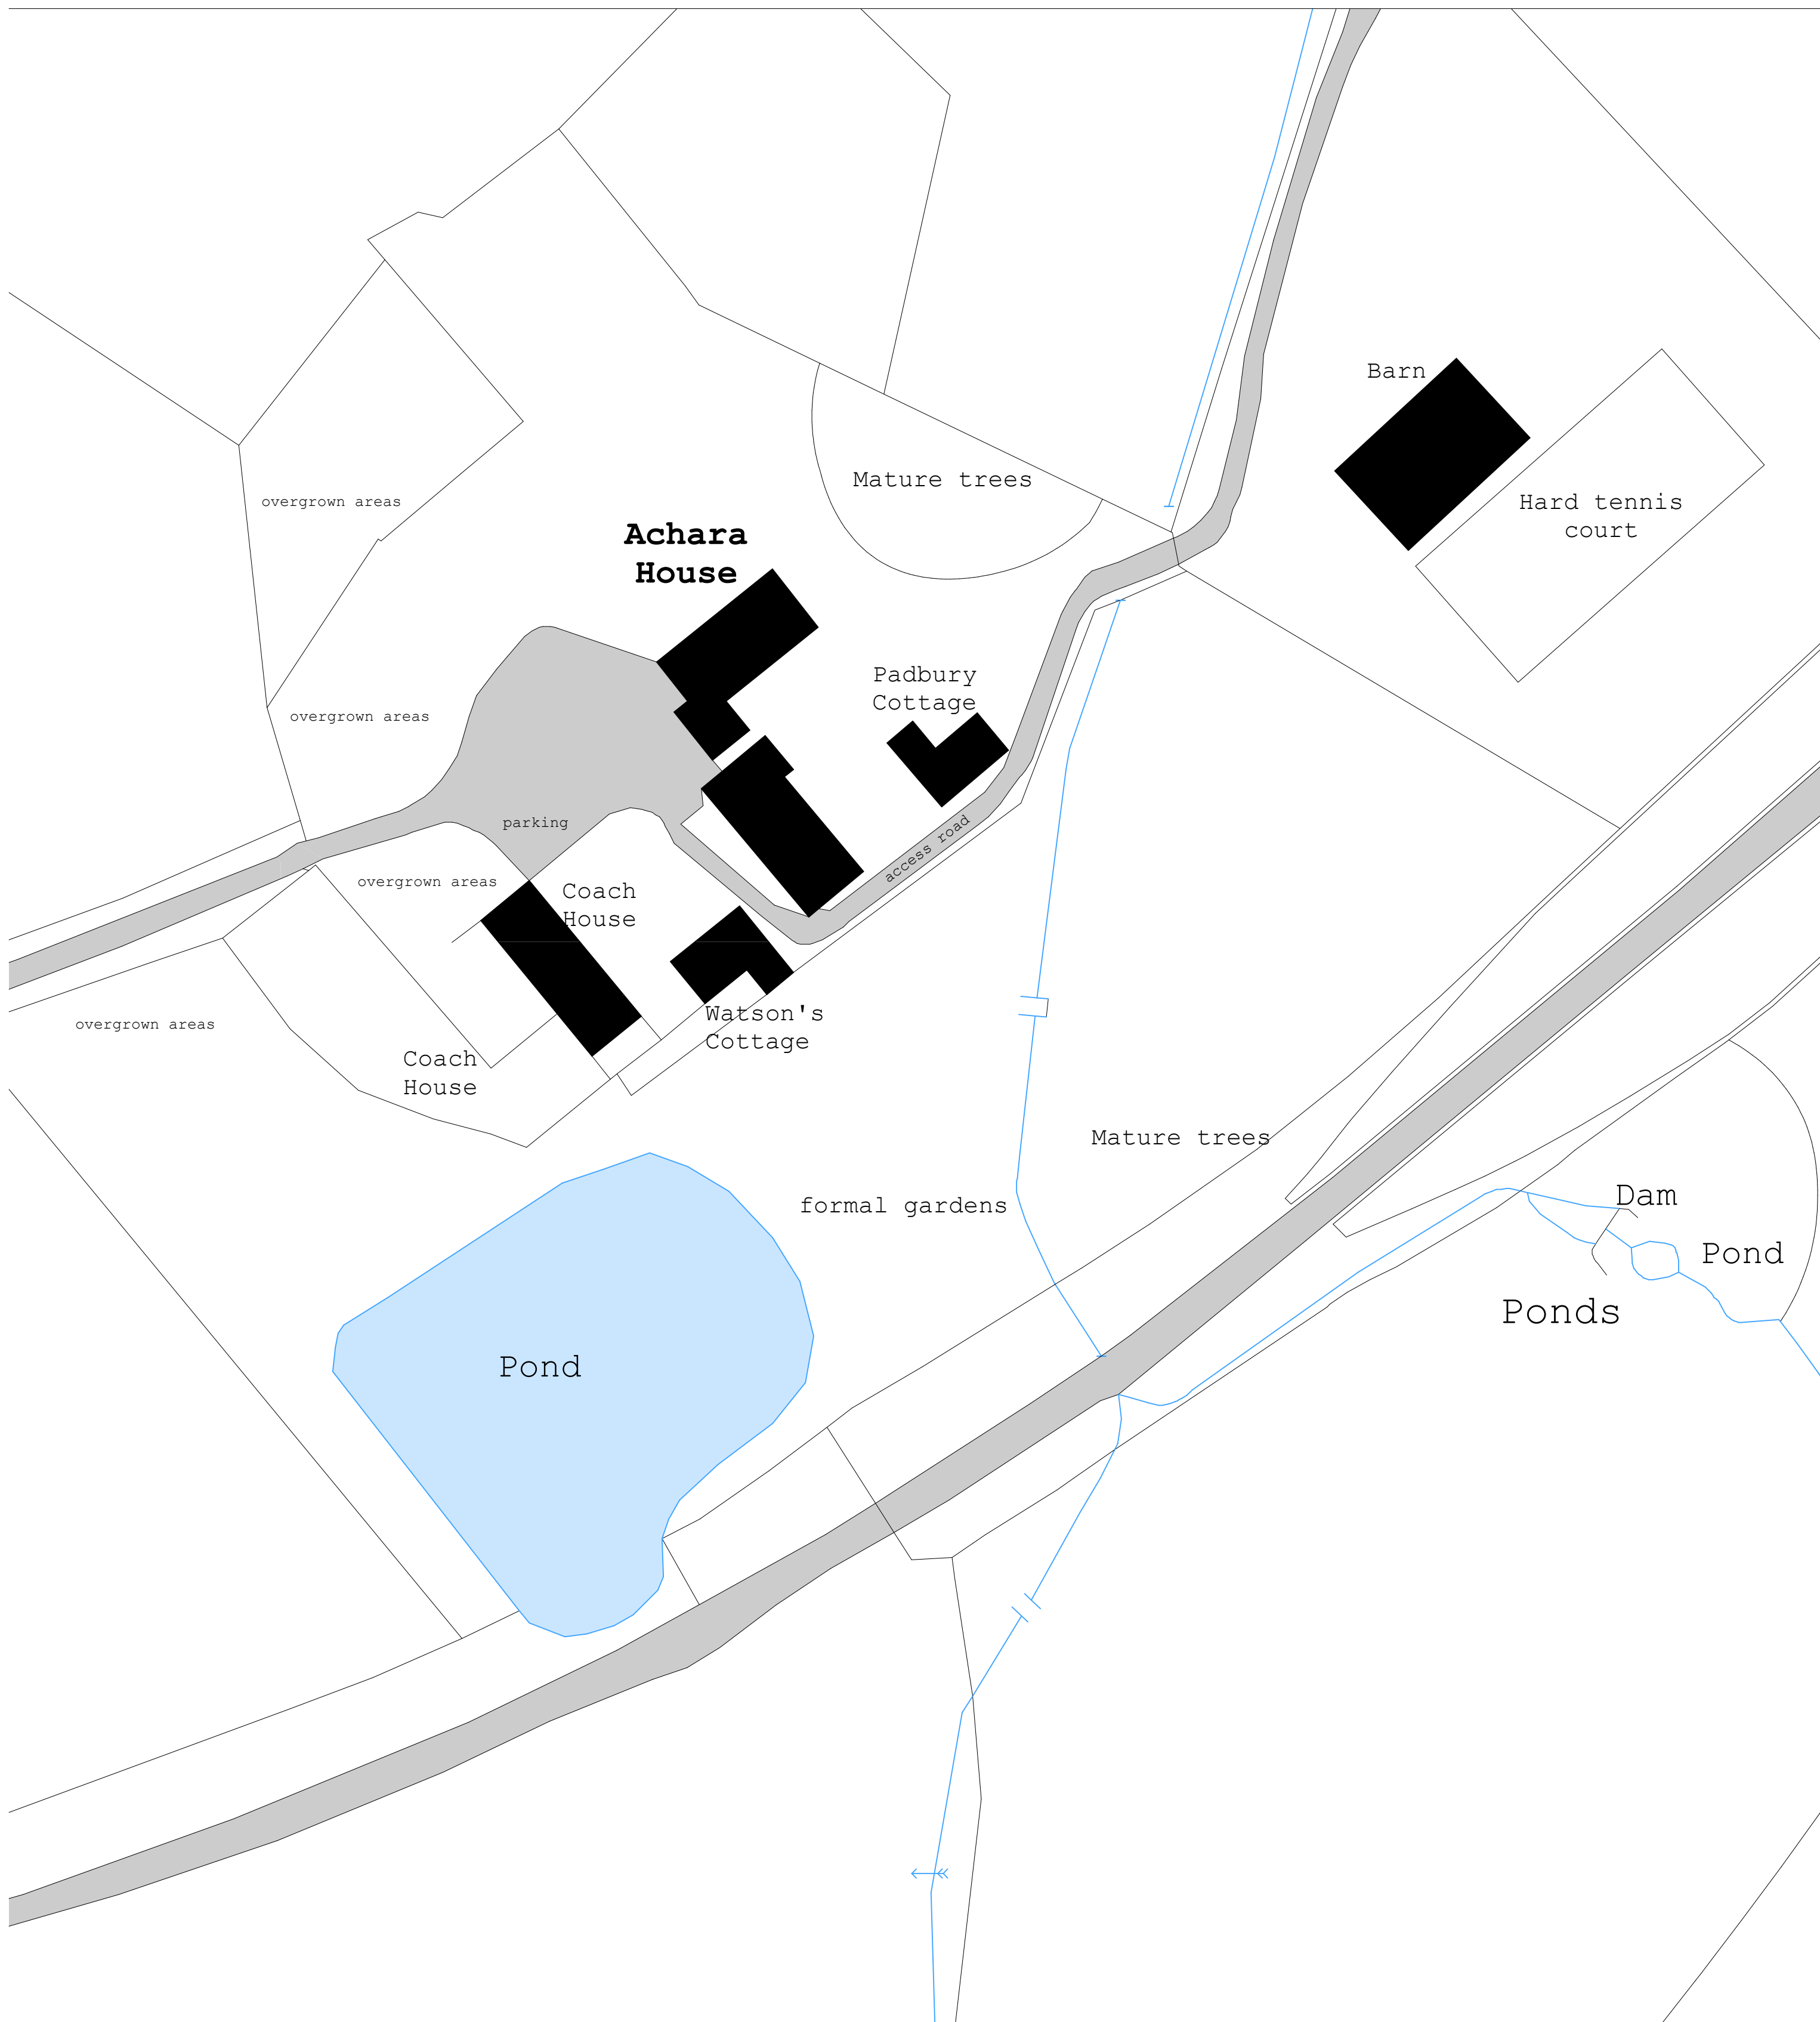 Barn
Mature trees
overgrown areas
Hard tennis
court
Achara
House
Padbury
Cottage
overgrown areas
parking
access road
overgrown areas
Coach
House
Watson's
Cottage
overgrown areas
Coach
House
Mature trees
formal gardens
Dam
Pond
Ponds
Pond